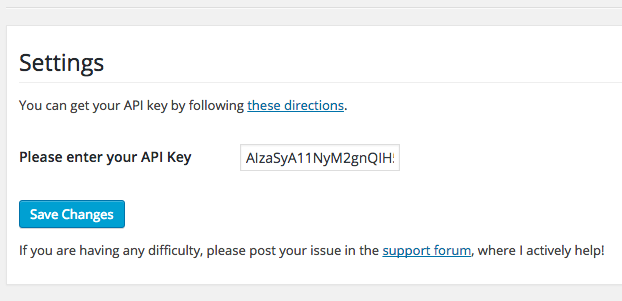 Settings
You can get your API key by following these directions.
Please enter your API Key AIzaSyA11NyM2gnQIH
Save Changes
If you are having any difficulty, please post your issue in the support forum, where I actively help!